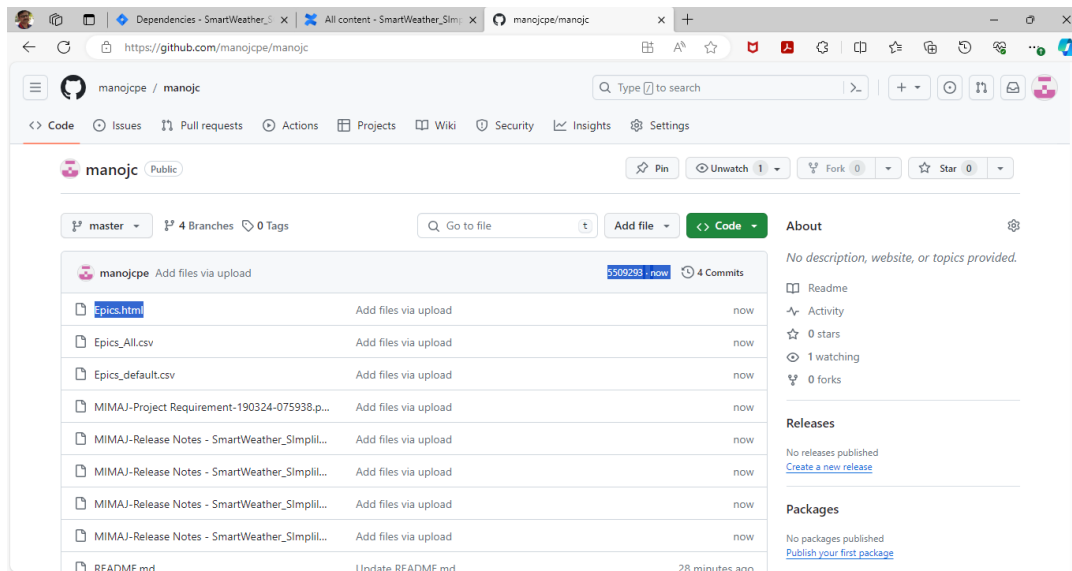 Dependencies - SmartWeather_S
All content - SmartWeather_SImp
manojcpe/manojc
https://github.com/manojcpe/manojc
manojcpe / manojc
Type / to search
Code Issues Pull requests Actions Projects Wiki Security Insights Settings
manojc Public
Pin Unwatch 1 Fork 0 Star 0
master 4 Branches 0 Tags Go to file t Add file Code
About
No description, website, or topics provided.
manojcpe Add files via upload 5509293 · now 4 Commits
Readme
Activity
0 stars
1 watching
0 forks
Epics.html Add files via upload now
Epics_All.csv Add files via upload now
Epics_default.csv Add files via upload now
MIMAJ-Project Requirement-190324-075938.p... Add files via upload now
MIMAJ-Release Notes - SmartWeather_SImplil... Add files via upload now
MIMAJ-Release Notes - SmartWeather_SImplil... Add files via upload now
MIMAJ-Release Notes - SmartWeather_SImplil... Add files via upload now
MIMAJ-Release Notes - SmartWeather_SImplil... Add files via upload now
README.md Update README.md 28 minutes ago
Releases
No releases published
Create a new release
Packages
No packages published
Publish your first package